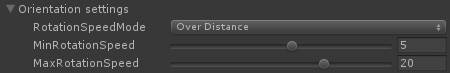 Orientation settings
RotationSpeedMode Over Distance
MinRotationSpeed 5
MaxRotationSpeed 20